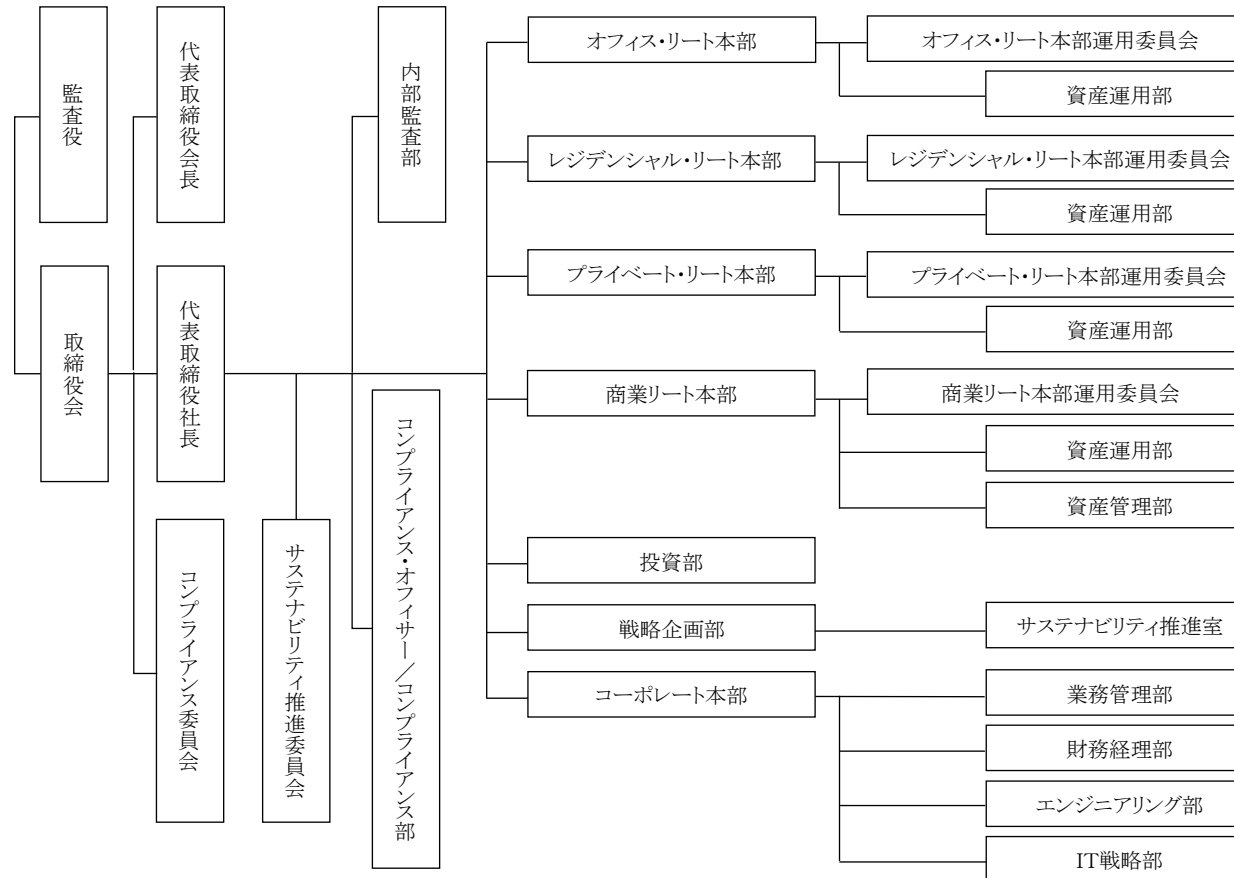 監査役
取締役会
代表取締役会長
代表取締役社長
コンプライアンス委員会
サステナビリティ推進委員会
内部監査部
コンプライアンス・オフィサー／コンプライアンス部
オフィス・リート本部
オフィス・リート本部運用委員会
資産運用部
レジデンシャル・リート本部
レジデンシャル・リート本部運用委員会
資産運用部
プライベート・リート本部
プライベート・リート本部運用委員会
資産運用部
商業リート本部
商業リート本部運用委員会
資産運用部
資産管理部
投資部
戦略企画部
サステナビリティ推進室
コーポレート本部
業務管理部
財務経理部
エンジニアリング部
IT戦略部